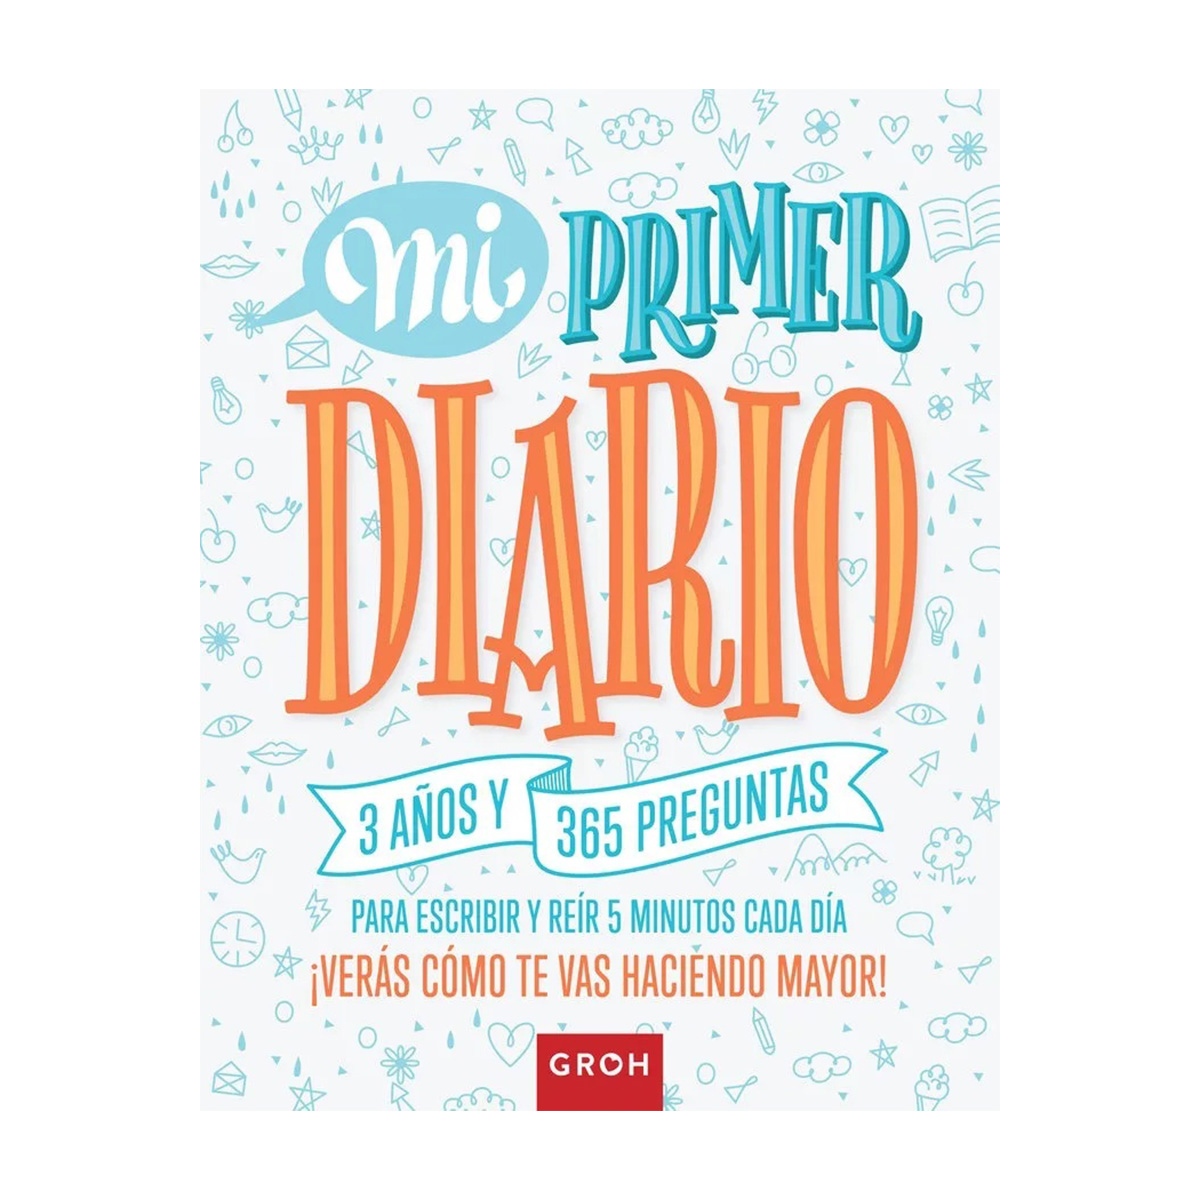 mi PRIMER
DIARIO
3 AÑOS Y 365 PREGUNTAS
PARA ESCRIBIR Y REÍR 5 MINUTOS CADA DÍA
¡VERÁS CÓMO TE VAS HACIENDO MAYOR!
GROH